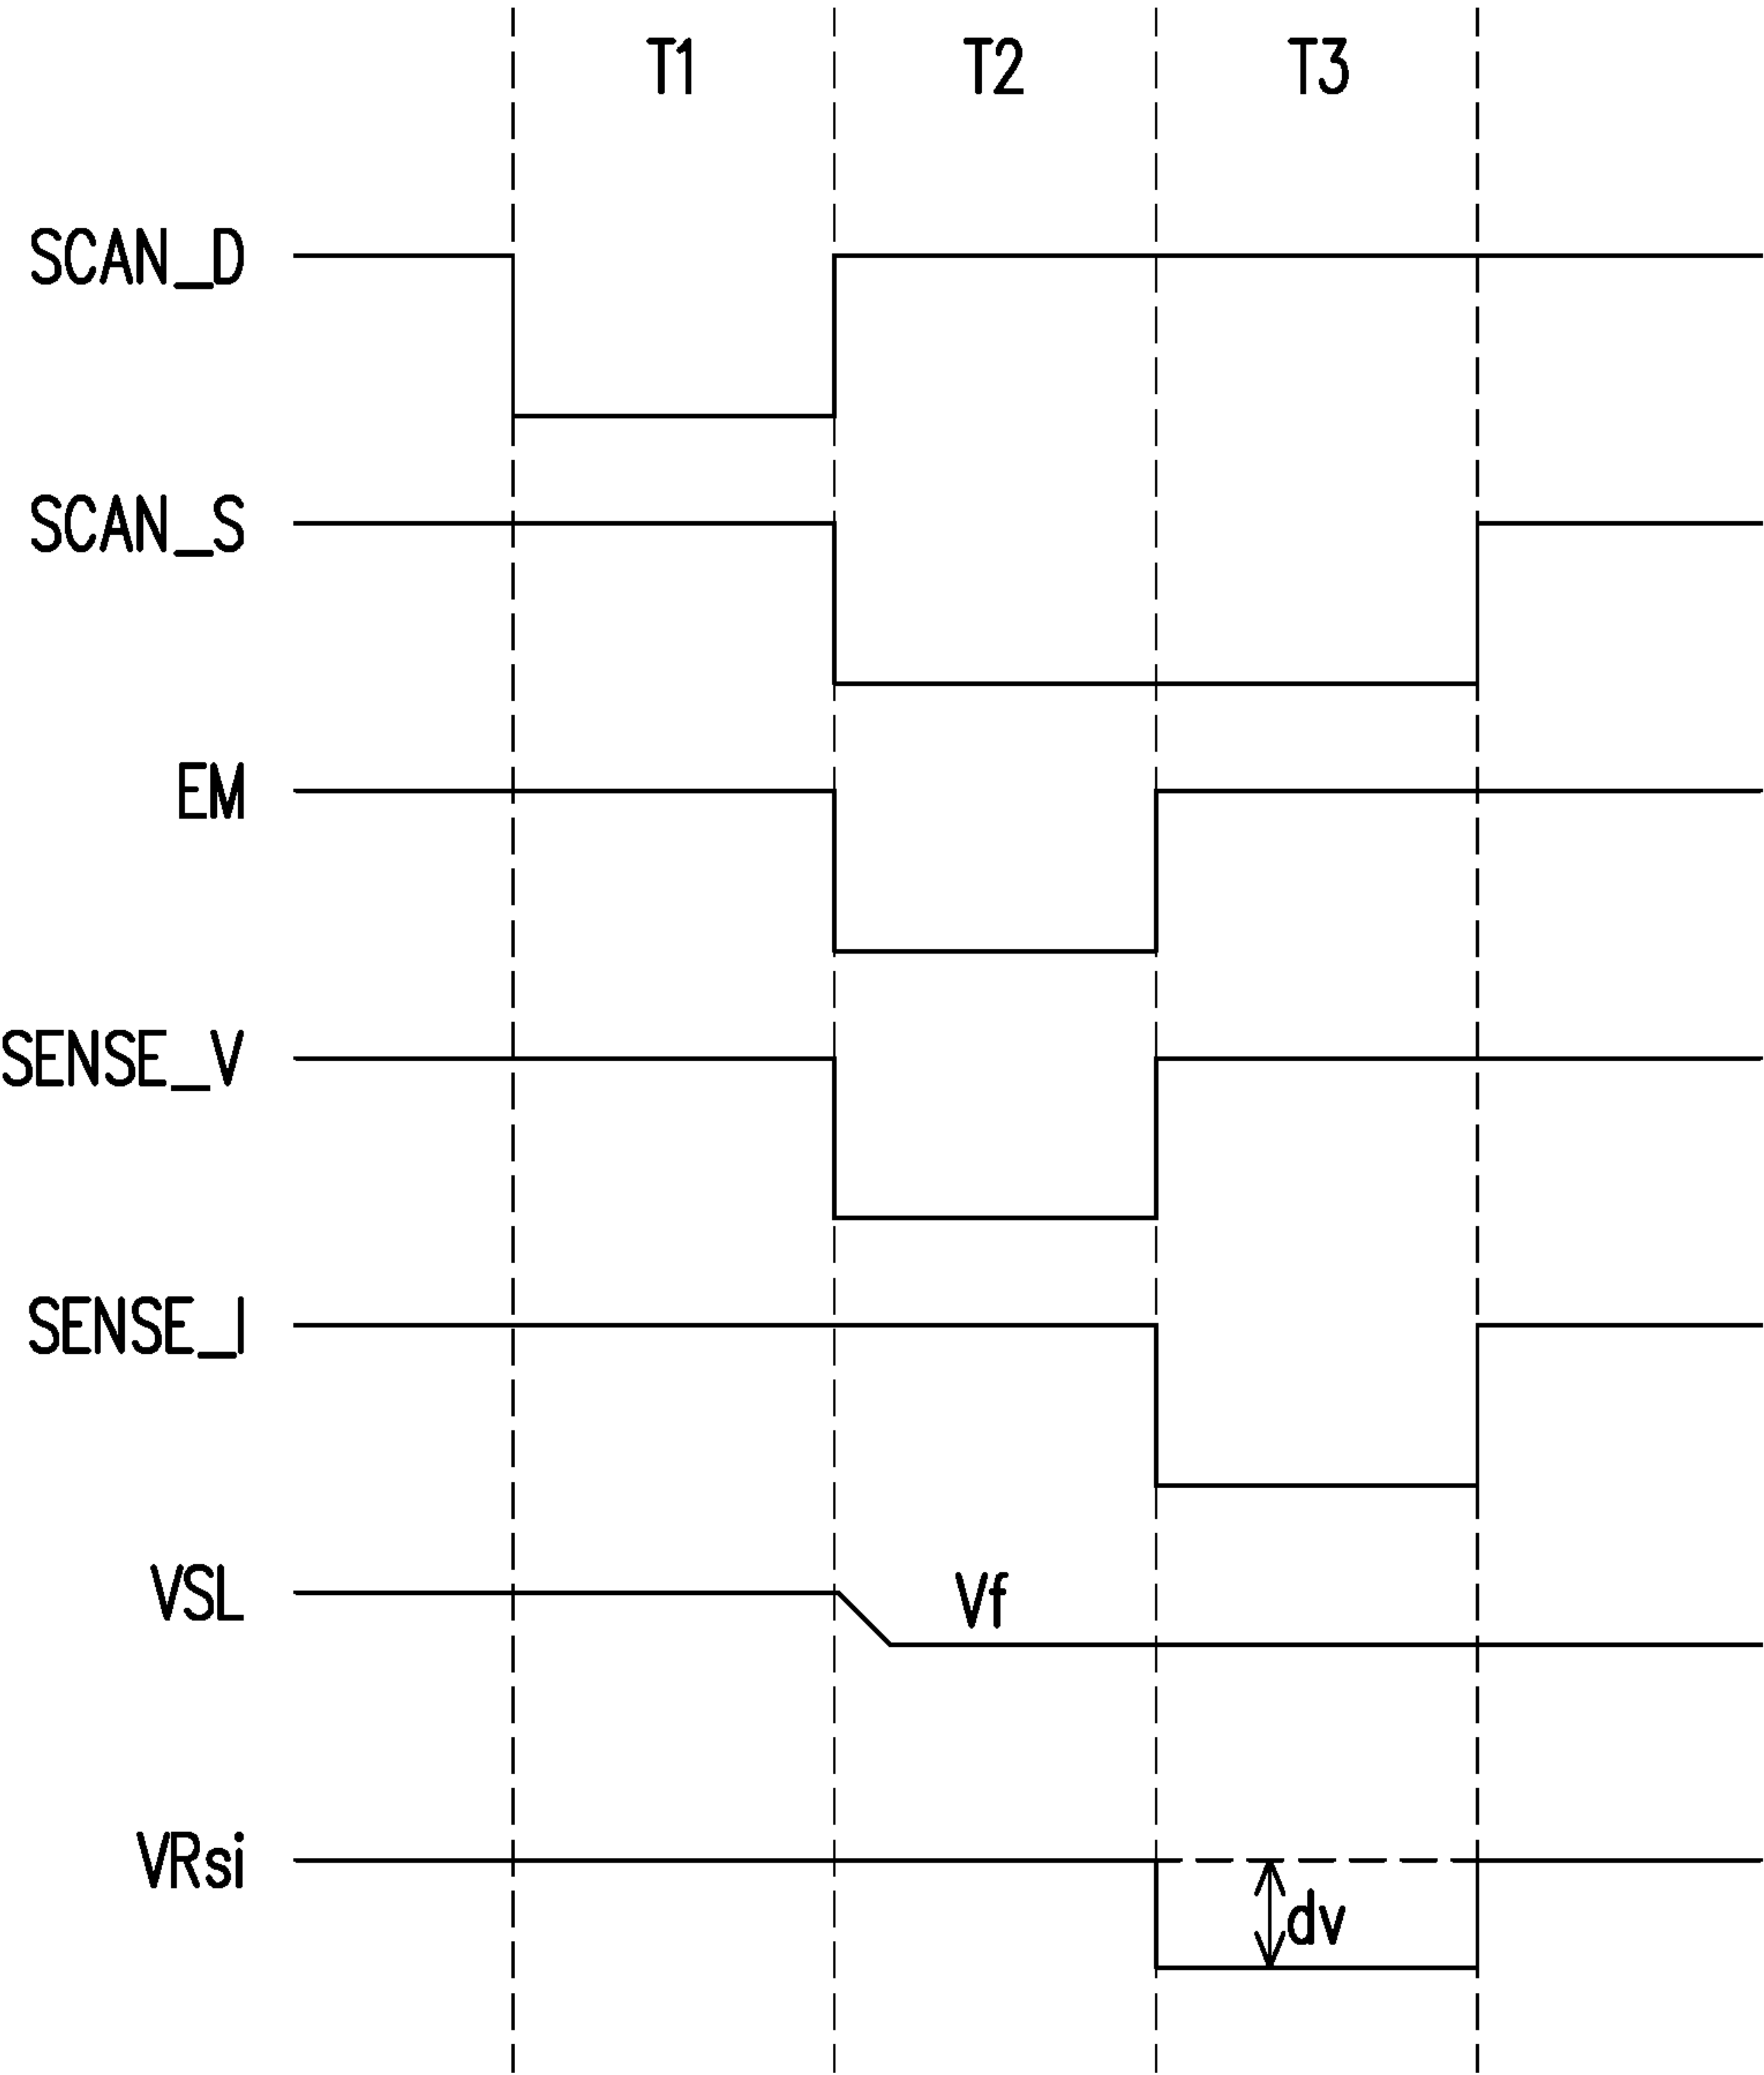 T1 T2 T3
SCAN_D
SCAN_S
EM
SENSE_V
SENSE_I
VSL Vf
VRsi
dv